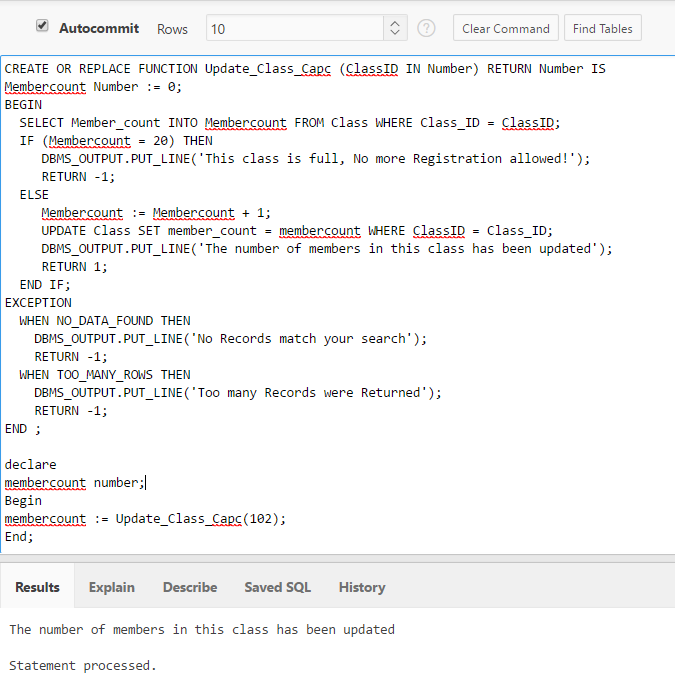 Autocommit Rows 10 ? Clear Command Find Tables
CREATE OR REPLACE FUNCTION Update_Class_Capc (ClassID IN Number) RETURN Number IS
Membercount Number := 0;
BEGIN
  SELECT Member_count INTO Membercount FROM Class WHERE Class_ID = ClassID;
  IF (Membercount = 20) THEN
     DBMS_OUTPUT.PUT_LINE('This class is full, No more Registration allowed!');
     RETURN -1;
  ELSE
     Membercount := Membercount + 1;
     UPDATE Class SET member_count = membercount WHERE ClassID = Class_ID;
     DBMS_OUTPUT.PUT_LINE('The number of members in this class has been updated');
     RETURN 1;
  END IF;
EXCEPTION
  WHEN NO_DATA_FOUND THEN
    DBMS_OUTPUT.PUT_LINE('No Records match your search');
    RETURN -1;
  WHEN TOO_MANY_ROWS THEN
    DBMS_OUTPUT.PUT_LINE('Too many Records were Returned');
    RETURN -1;
END ;

declare
membercount number;
Begin
membercount := Update_Class_Capc(102);
End;
Results Explain Describe Saved SQL History
The number of members in this class has been updated
Statement processed.